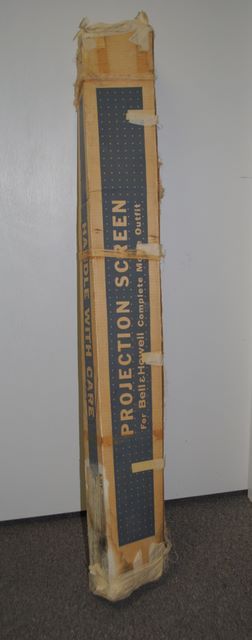 PROJECTION SCREEN
For Bell & Howell Complete Movie Outfit
HANDLE WITH CARE